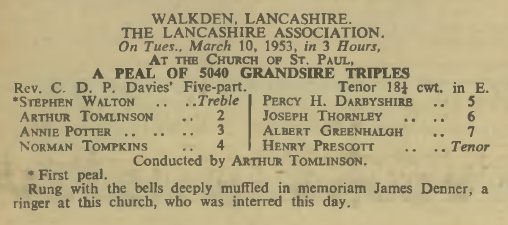 WALKDEN, LANCASHIRE.
THE LANCASHIRE ASSOCIATION.
On Tues., March 10, 1953, in 3 Hours,
AT THE CHURCH OF ST. PAUL,
A PEAL OF 5040 GRANDSIRE TRIPLES
Rev. C. D. P. Davies' Five-part. Tenor 18¼ cwt. in E.
*STEPHEN WALTON .. ..Treble PERCY H. DARBYSHIRE .. 5
ARTHUR TOMLINSON .. 2 JOSEPH THORNLEY .. .. 6
ANNIE POTTER .. .. .. 3 ALBERT GREENHALGH .. 7
NORMAN TOMPKINS .. 4 HENRY PRESCOTT .. ..Tenor
Conducted by ARTHUR TOMLINSON.
* First peal.
Rung with the bells deeply muffled in memoriam James Denner, a
ringer at this church, who was interred this day.